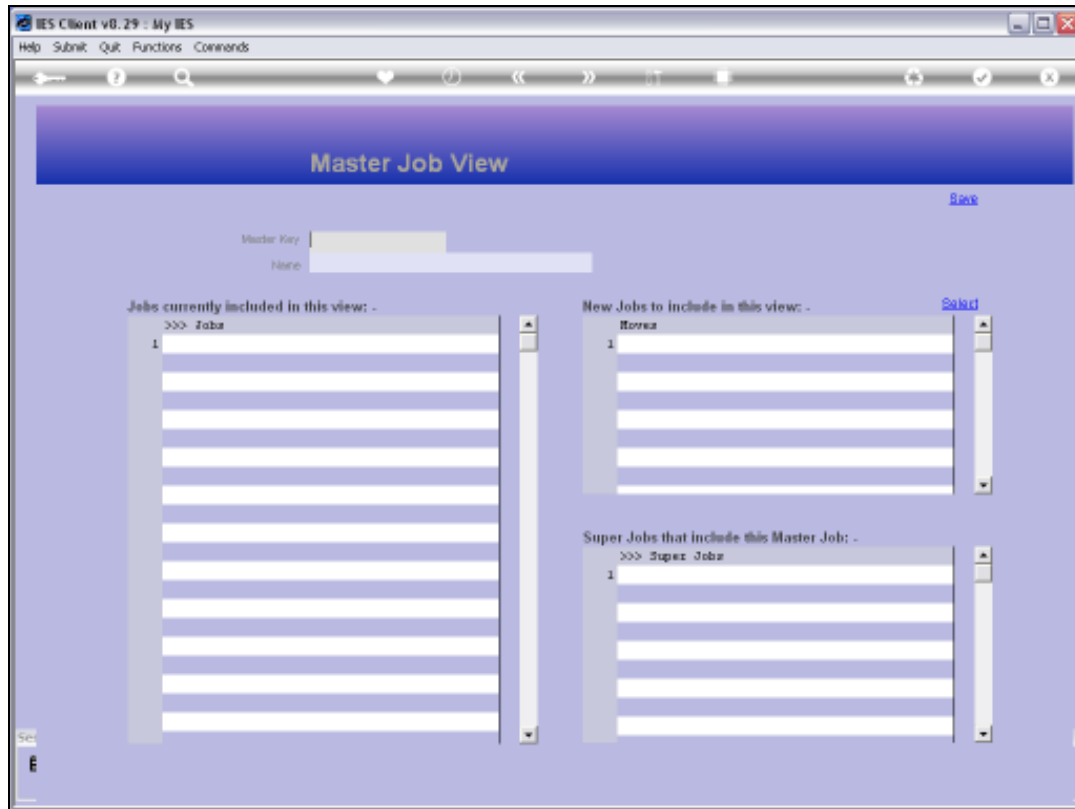 IES Client v8.29 : My IES
Help Submit Quit Functions Commands
Master Job View
Save
Master Key
Name
Jobs currently included in this view: -
New Jobs to include in this view: -
Select
>>> Jobs
Moves
1
1
Super Jobs that include this Master Job: -
>>> Super Jobs
1